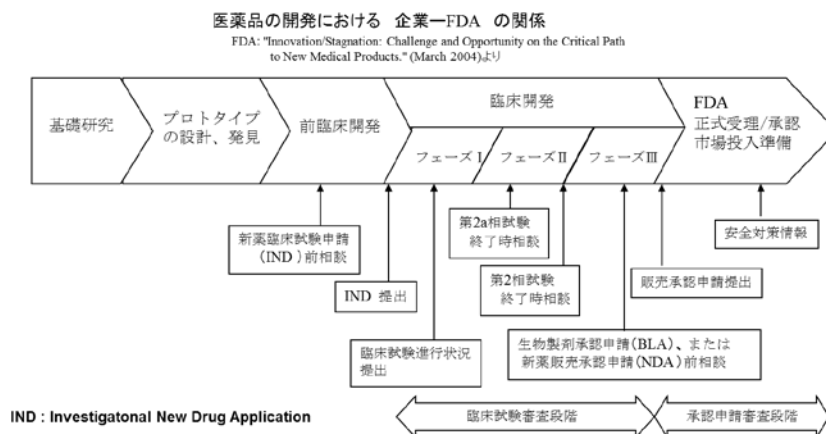 医薬品の開発における 企業ーFDA の関係
FDA: "Innovation/Stagnation: Challenge and Opportunity on the Critical Path
to New Medical Products." (March 2004)より
基礎研究
プロトタイプ
の設計、発見
前臨床開発
臨床開発
フェーズ I
フェーズ II
フェーズ III
FDA
正式受理/承認
市場投入準備
新薬臨床試験申請
(IND)前相談
IND 提出
臨床試験進行状況
提出
第2a相試験
終了時相談
第2相試験
終了時相談
生物製剤承認申請(BLA)、または
新薬販売承認申請(NDA)前相談
販売承認申請提出
安全対策情報
IND : Investigatonal New Drug Application
臨床試験審査段階
承認申請審査段階